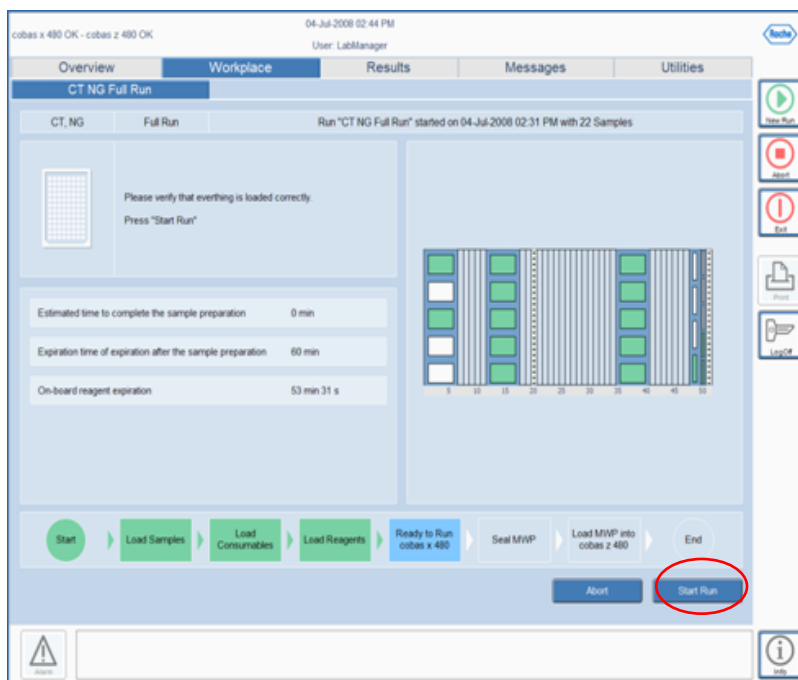 04-Jul-2008 02:44 PM
cobas x 480 OK - cobas z 480 OK
User: LabManager
Roche
Overview Workplace Results Messages Utilities
CT NG Full Run
New Run
CT, NG Full Run Run "CT NG Full Run" started on 04-Jul-2008 02:31 PM with 22 Samples
Abort
Please verify that everthing is loaded correctly.
Press "Start Run"
Exit
Print
Estimated time to complete the sample preparation 0 min
LogOff
Expiration time of expiration after the sample preparation 60 min
On-board reagent expiration 53 min 31 s
5 10 15 20 25 30 35 40 45 50
Start Load Samples Load Consumables Load Reagents Ready to Run cobas x 480 Seal MWP Load MWP into cobas z 480 End
Abort Start Run
Alarm
Info